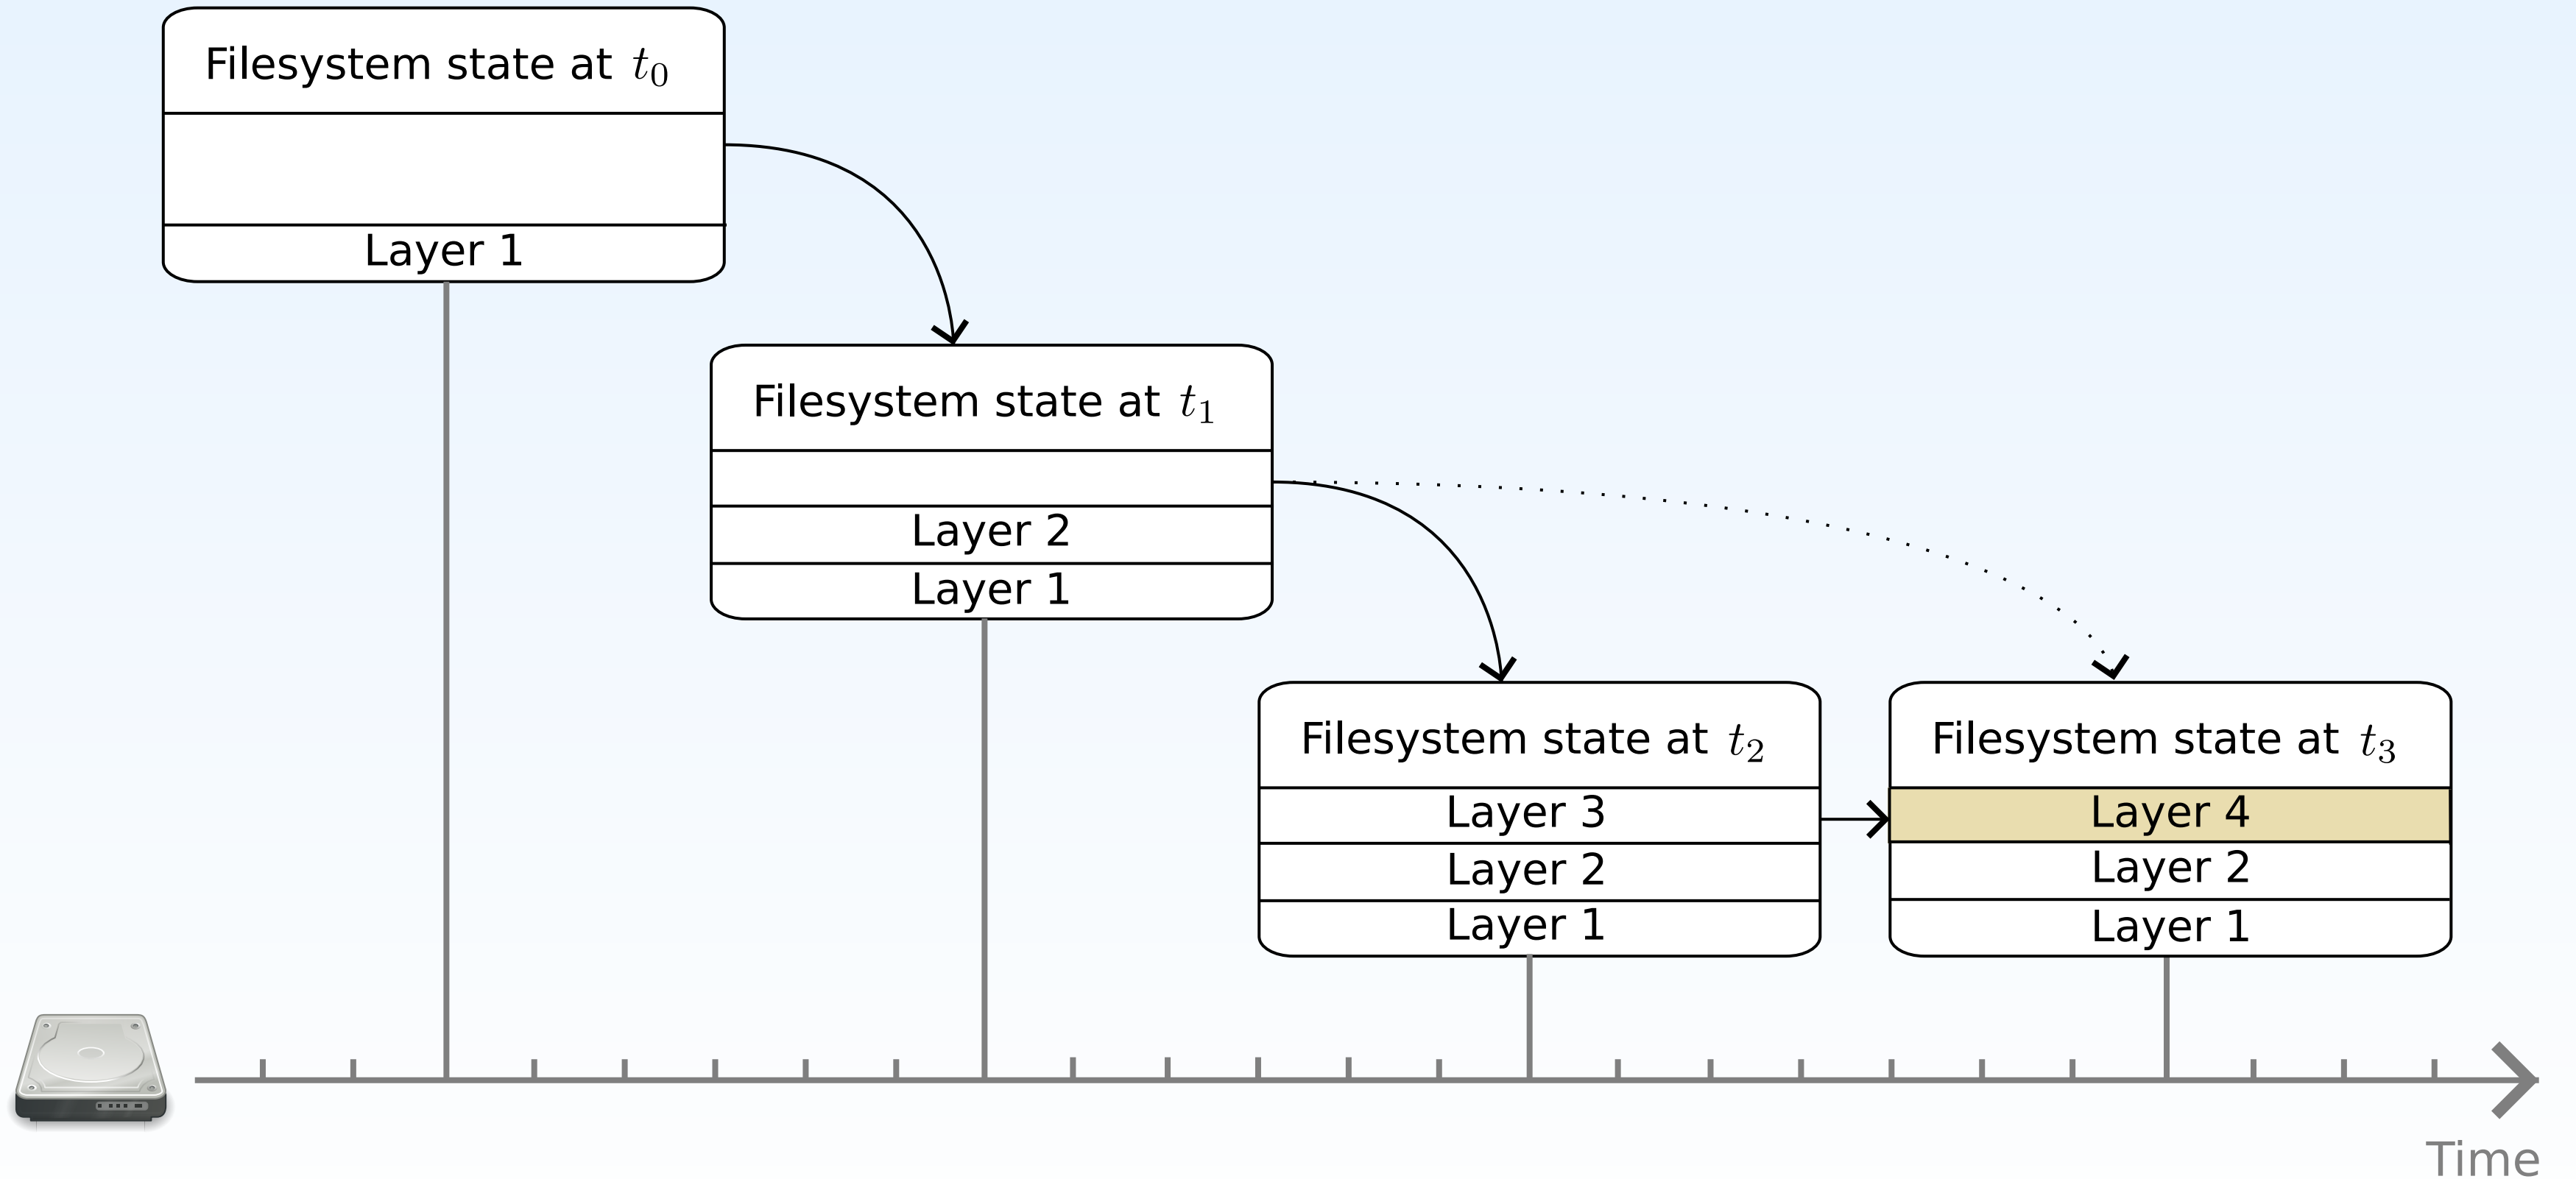 Filesystem state at t₀
Layer 1
Filesystem state at t₁
Layer 2
Layer 1
Filesystem state at t₂
Layer 3
Layer 2
Layer 1
Filesystem state at t₃
Layer 4
Layer 2
Layer 1
Time